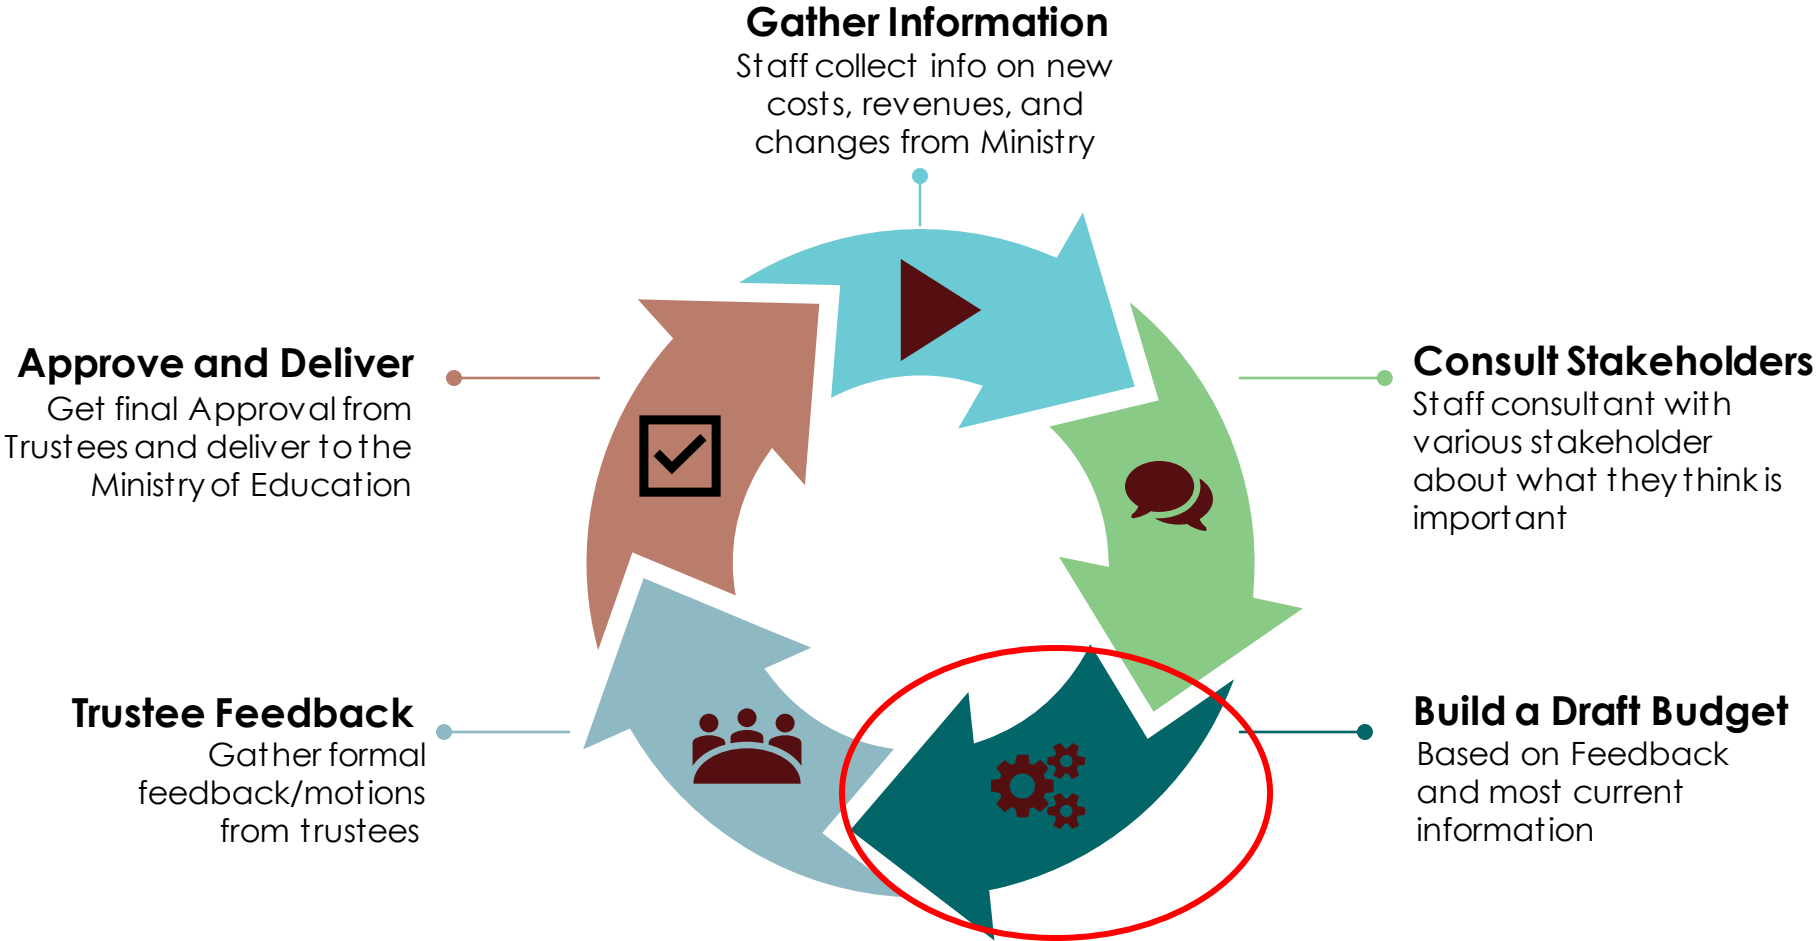 Gather Information
Staff collect info on new
costs, revenues, and
changes from Ministry
Consult Stakeholders
Staff consultant with
various stakeholder
about what they think is
important
Build a Draft Budget
Based on Feedback
and most current
information
Trustee Feedback
Gather formal
feedback/motions
from trustees
Approve and Deliver
Get final Approval from
Trustees and deliver to the
Ministry of Education